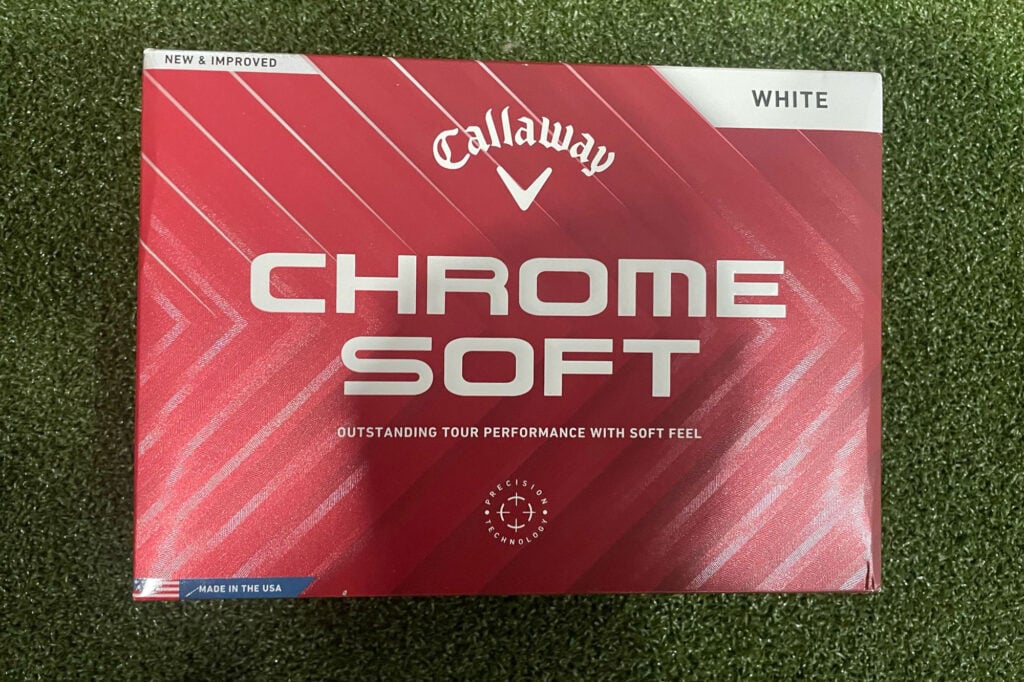 NEW & IMPROVED
WHITE
Callaway
CHROME
SOFT
OUTSTANDING TOUR PERFORMANCE WITH SOFT FEEL
PRECISION
TECHNOLOGY
MADE IN THE USA